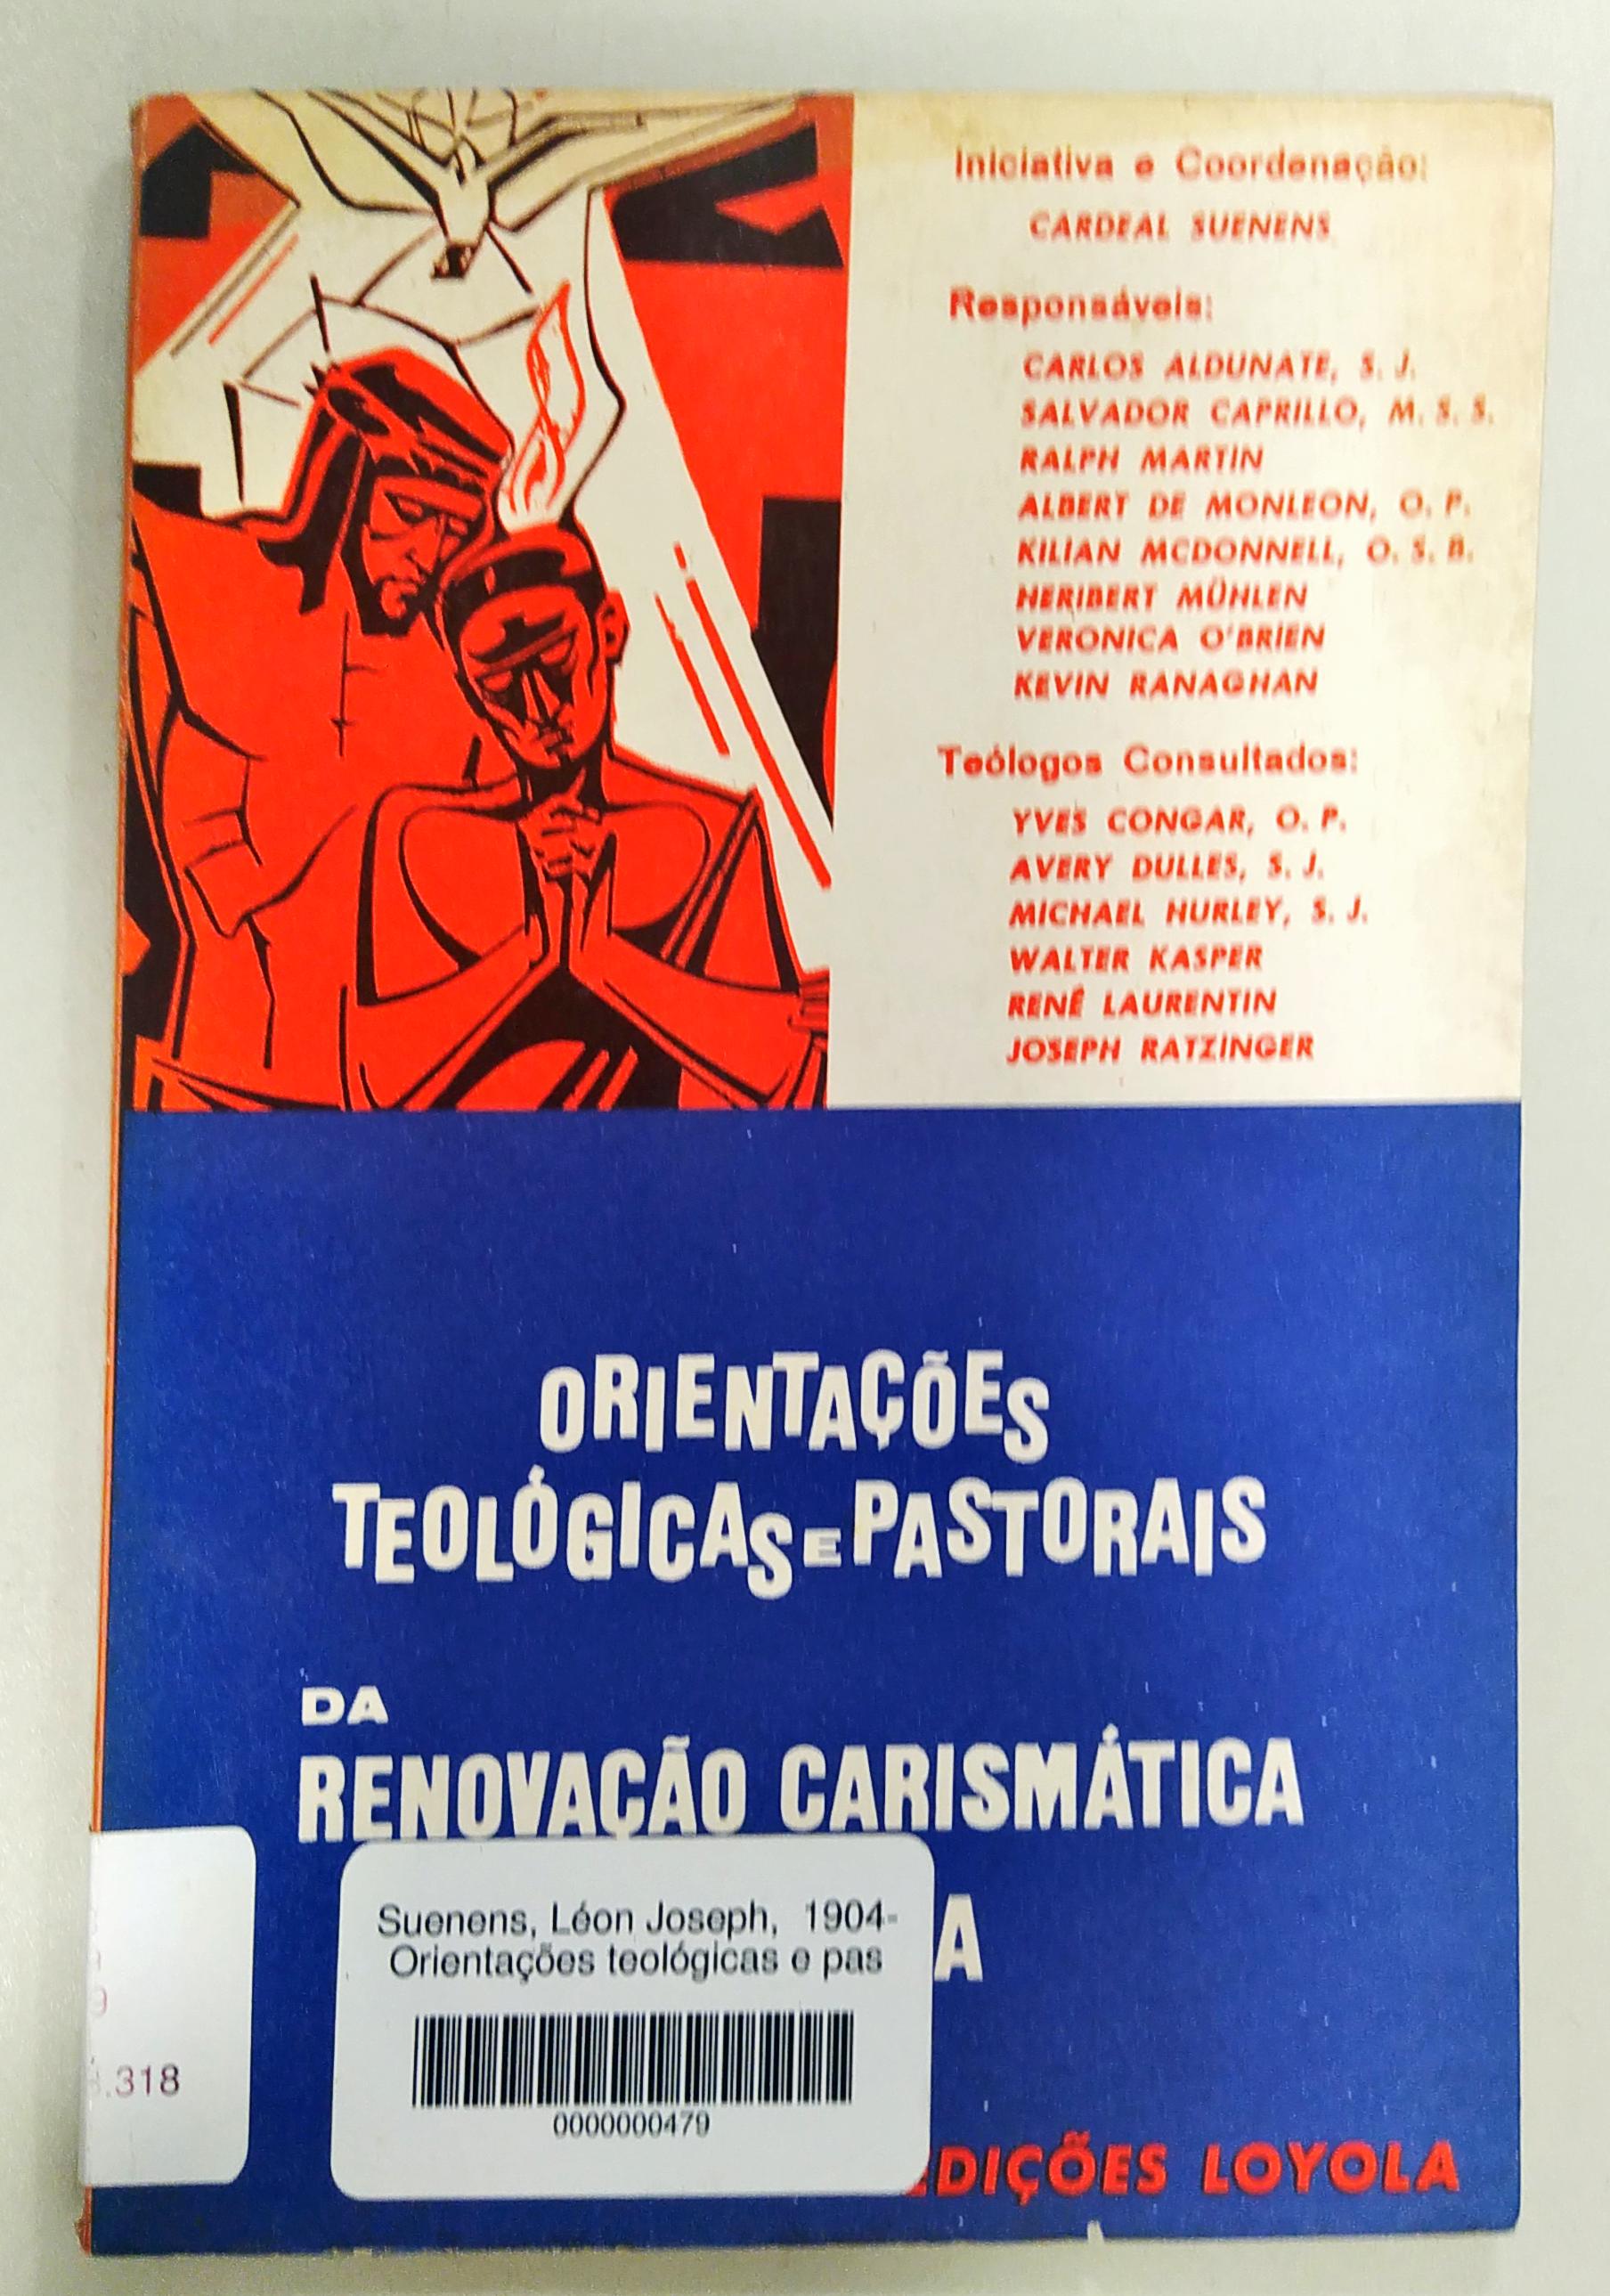 Iniciativa e Coordenação:
CARDEAL SUENENS
Responsáveis:
CARLOS ALDUNATE, S. J.
SALVADOR CAPRILLO, M. S. S.
RALPH MARTIN
ALBERT DE MONLEON, O. P.
KILIAN MCDONNELL, O. S. B.
HERIBERT MÜHLEN
VERONICA O'BRIEN
KEVIN RANAGHAN
Teólogos Consultados:
YVES CONGAR, O. P.
AVERY DULLES, S. J.
MICHAEL HURLEY, S. J.
WALTER KASPER
RENÊ LAURENTIN
JOSEPH RATZINGER
ORIENTAÇÕES
TEOLÓGICAS E PASTORAIS
DA
RENOVAÇÃO CARISMÁTICA
A
Suenens, Léon Joseph, 1904-
Orientações teológicas e pas
0000000479
9
.318
EDIÇÕES LOYOLA